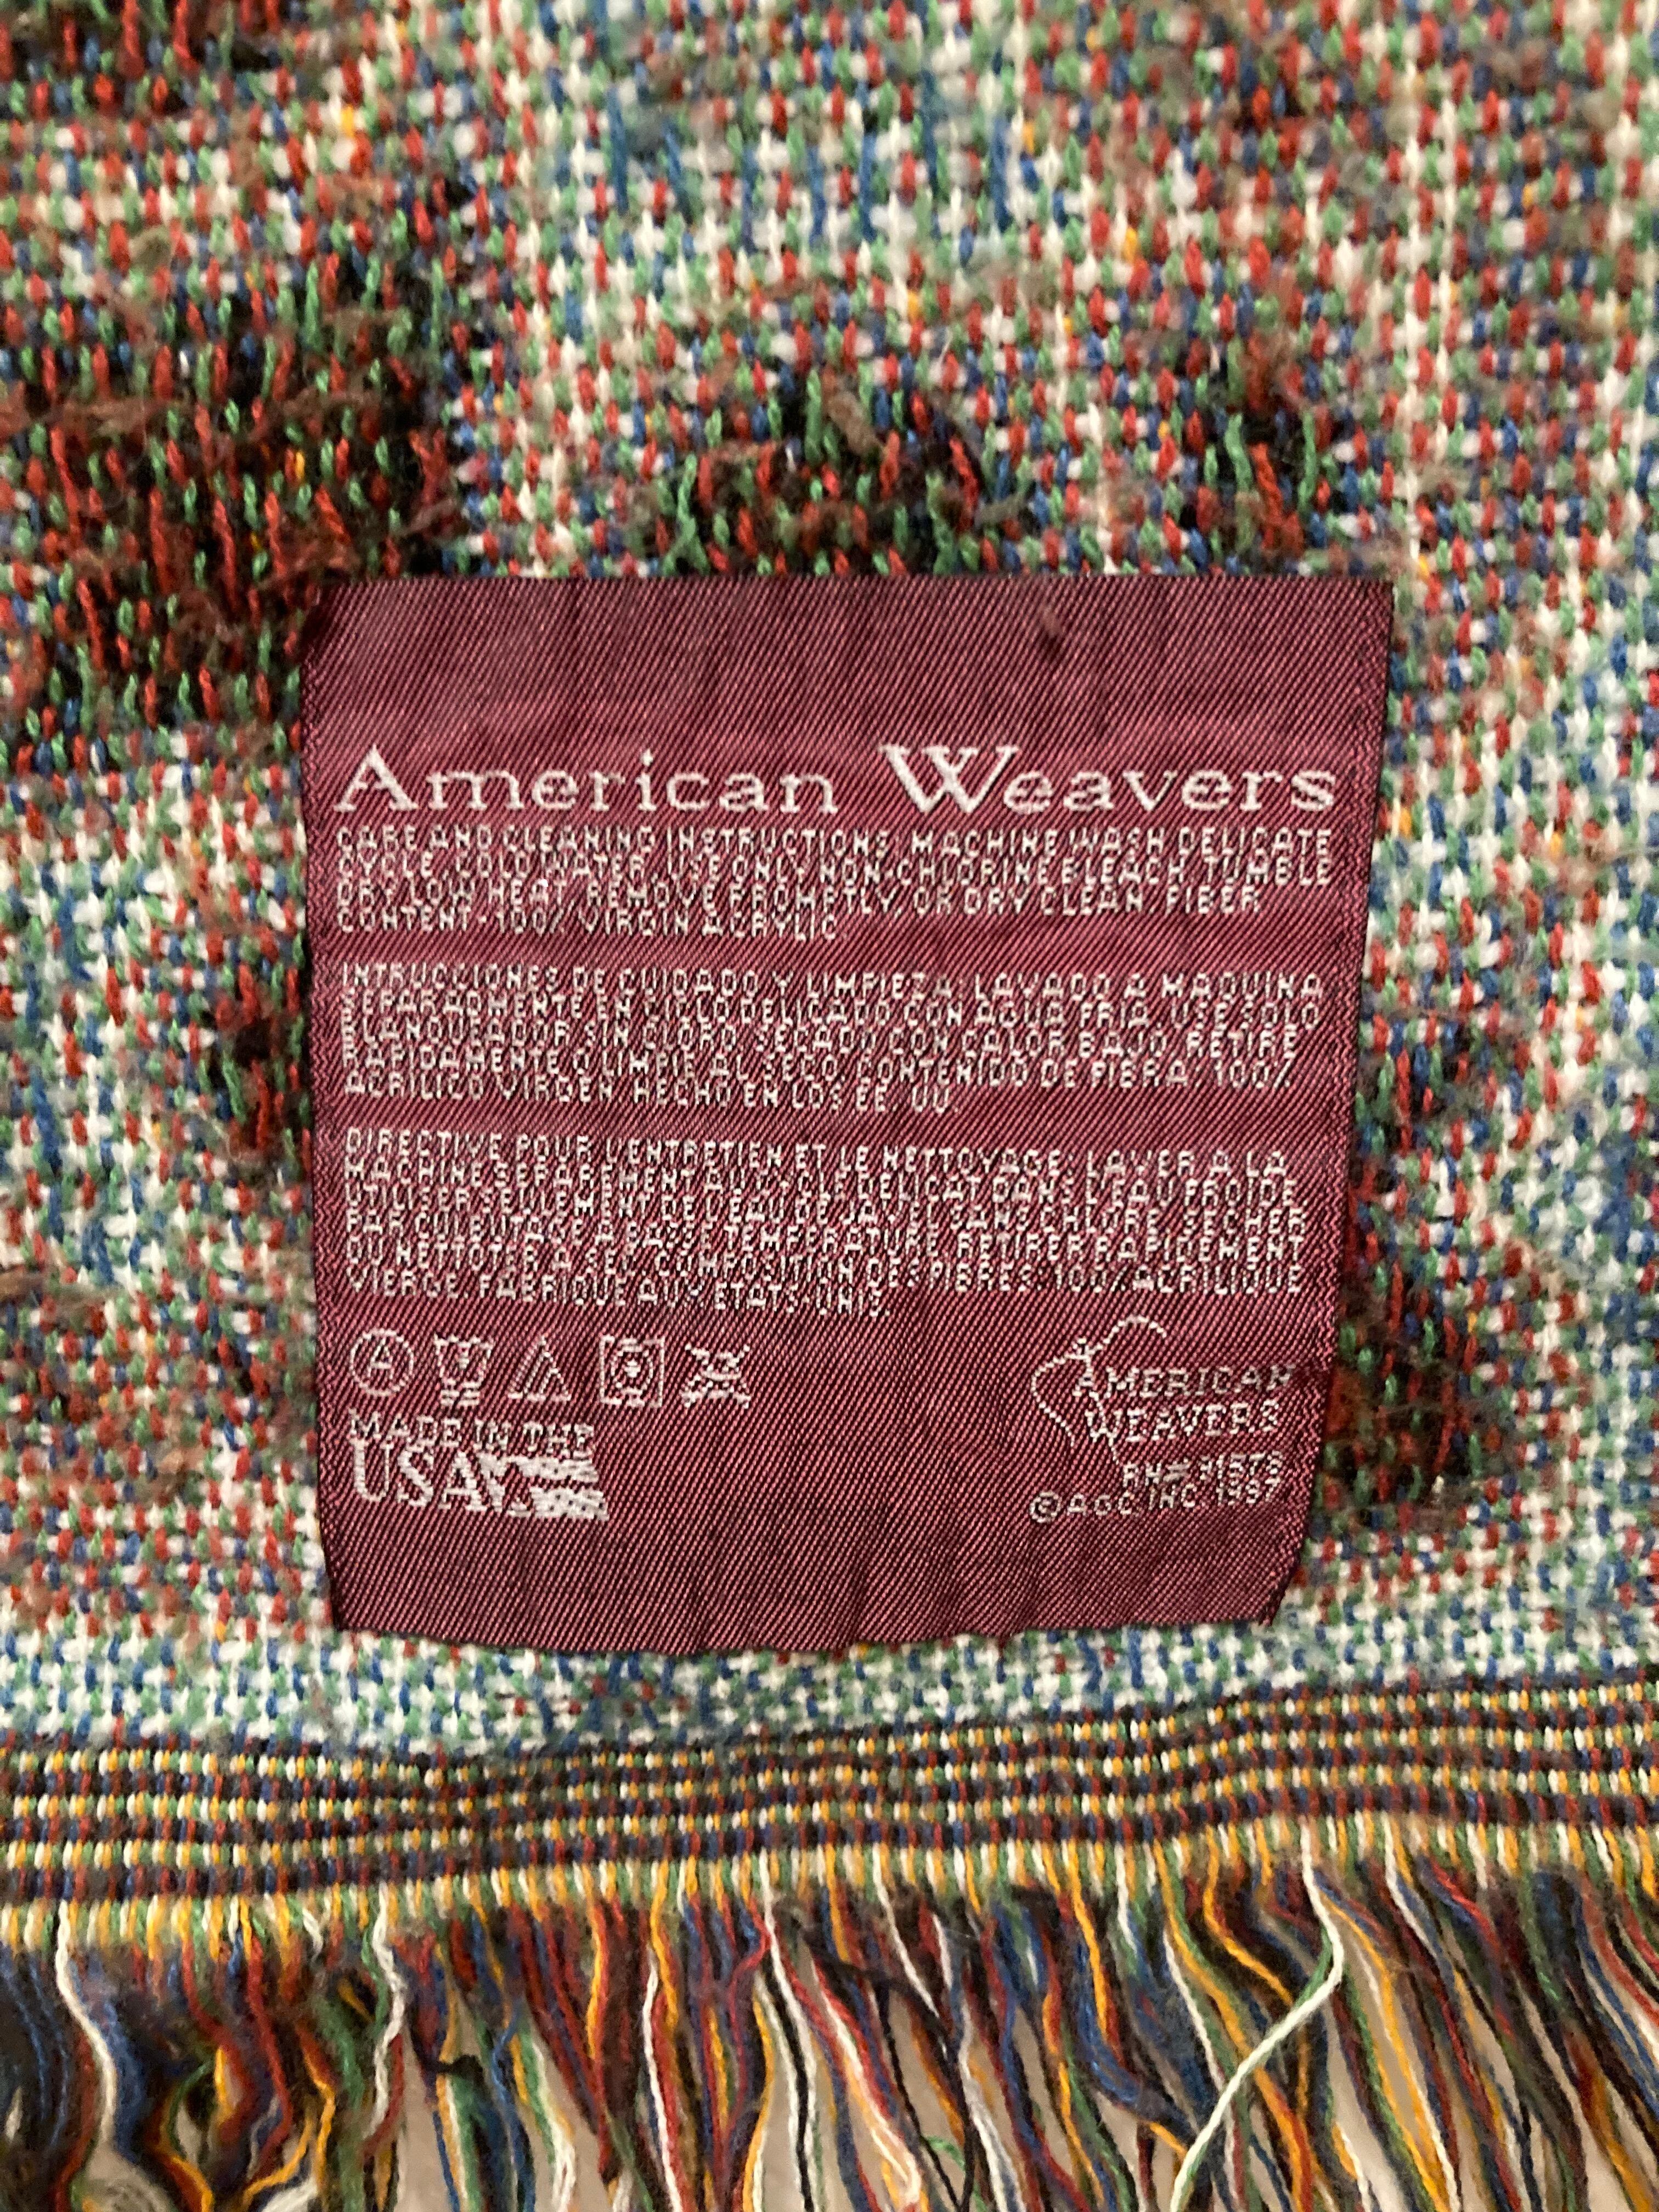 American Weavers
CARE AND CLEANING INSTRUCTIONS: MACHINE WASH DELICATE
CYCLE, COLD WATER, USE ONLY NON-CHLORINE BLEACH, TUMBLE
DRY LOW HEAT, REMOVE PROMPTLY, OR DRY CLEAN. FIBER
CONTENT-100% VIRGIN ACRYLIC.
INTRUCCIONES DE CUIDADO Y LIMPIEZA: LAVADO A MAQUINA
SEPARADMENTE EN CICLO DELICADO CON AGUA FRIA. USE SOLO
BLANQUEADOR SIN CLORO. SECADO CON CALOR BAJO. RETIRE
RAPIDAMENTE O LIMPIE AL SECO. CONTENIDO DE FIBRA: 100%
ACRILICO VIRGEN. HECHO EN LOS EE. UU.
DIRECTIVE POUR L'ENTRETIEN ET LE NETTOYAGE: LAVER A LA
MACHINE SEPAREMENT AU CYCLE DELICAT DANS L'EAU FROIDE
UTILISER SEULEMENT DE L'EAU DE JAVEL SANS CHLORE. SECHER
PAR CULBUTAGE A BASSE TEMPERATURE RETIRER RAPIDEMENT
OU NETTOYER A SEC. COMPOSITION DES FIBRES: 100% ACRILIQUE
VIERGE. FABRIQUE AUX ETATS-UNIS.
A
MADE IN THE
USA
AMERICAN
WEAVERS
RN#
© AGC, INC. 1997